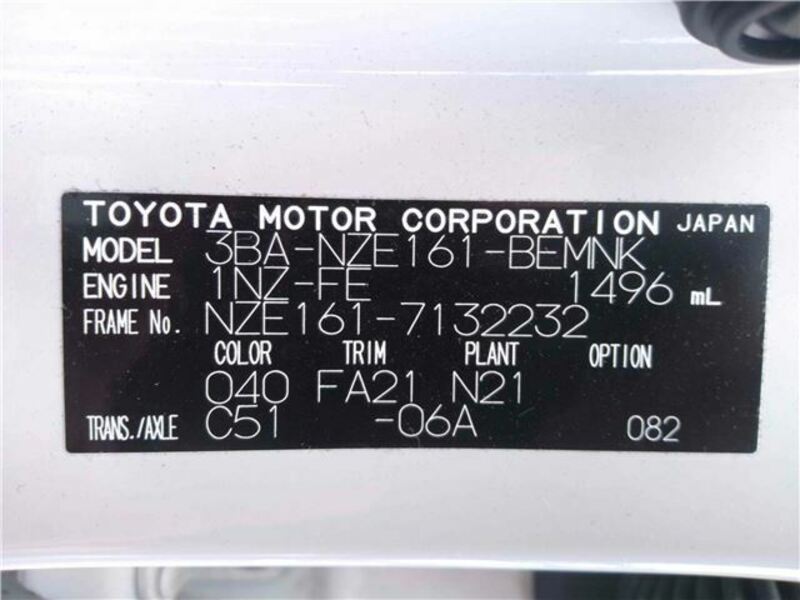 TOYOTA MOTOR CORPORATION JAPAN
MODEL 3BA-NZE161-BEMNK
ENGINE 1NZ-FE 1496 mL
FRAME No. NZE161-7132232
COLOR TRIM PLANT OPTION
040 FA21 N21
TRANS./AXLE C51 -06A 082